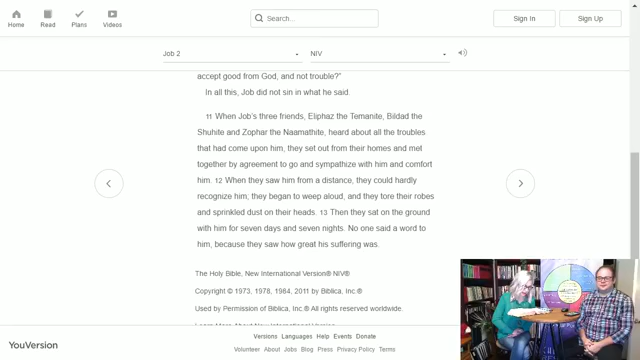 Home
Read
Plans
Videos
Search...
Sign In
Sign Up
Job 2
NIV
accept good from God, and not trouble?”
In all this, Job did not sin in what he said.
11 When Job’s three friends, Eliphaz the Temanite, Bildad the
Shuhite and Zophar the Naamathite, heard about all the troubles
that had come upon him, they set out from their homes and met
together by agreement to go and sympathize with him and comfort
him. 12 When they saw him from a distance, they could hardly
recognize him; they began to weep aloud, and they tore their robes
and sprinkled dust on their heads. 13 Then they sat on the ground
with him for seven days and seven nights. No one said a word to
him, because they saw how great his suffering was.
The Holy Bible, New International Version® NIV®
Copyright © 1973, 1978, 1984, 2011 by Biblica, Inc.®
Used by Permission of Biblica, Inc.® All rights reserved worldwide.
Learn More About New International Version
Versions Languages Help Events Donate
YouVersion
Volunteer About Jobs Blog Press Privacy Policy Terms